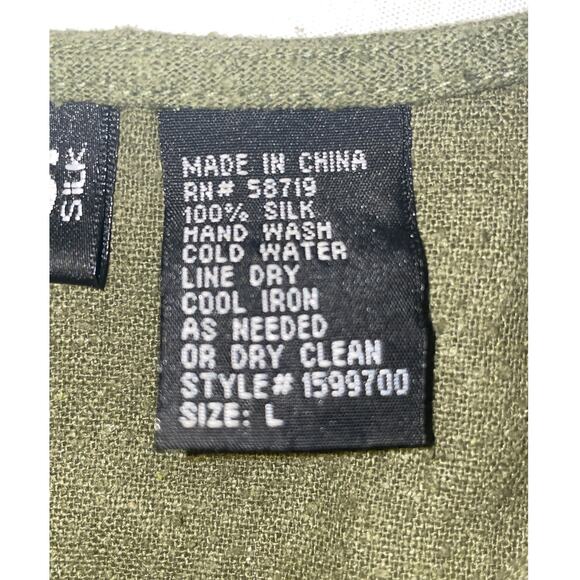 SILK
MADE IN CHINA
RN# 58719
100% SILK
HAND WASH
COLD WATER
LINE DRY
COOL IRON
AS NEEDED
OR DRY CLEAN
STYLE# 1599700
SIZE: L